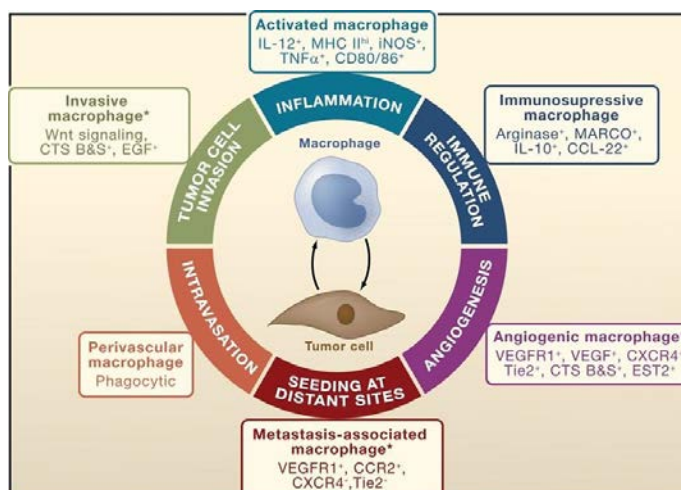 Activated macrophage
IL-12⁺, MHC IIʰⁱ, iNOS⁺,
TNFα⁺, CD80/86⁺
INFLAMMATION
Invasive
macrophage*
Wnt signaling,
CTS B&S⁺, EGF⁺
TUMOR CELL
INVASION
Immunosupressive
macrophage
Arginase⁺, MARCO⁺,
IL-10⁺, CCL-22⁺
IMMUNE
REGULATION
Macrophage
Tumor cell
INTRAVASATION
Perivascular
macrophage
Phagocytic
ANGIOGENESIS
Angiogenic macrophage*
VEGFR1⁺, VEGF⁺, CXCR4⁺
Tie2⁺, CTS B&S⁺, EST2⁺
SEEDING AT
DISTANT SITES
Metastasis-associated
macrophage*
VEGFR1⁺, CCR2⁺,
CXCR4⁻,Tie2⁻